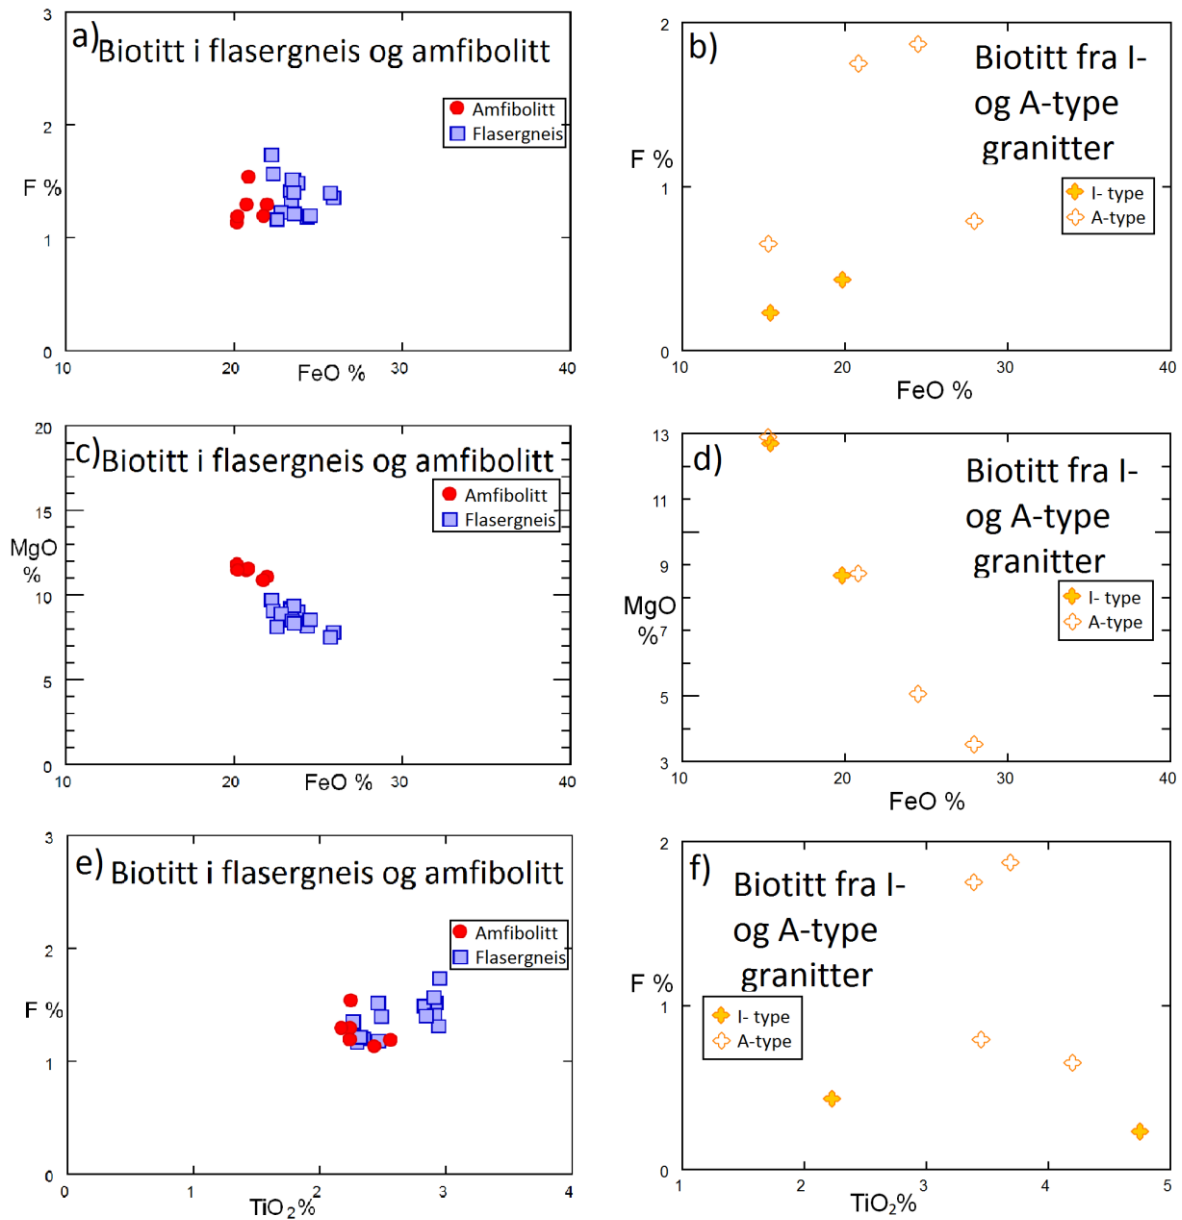 a) Biotitt i flasergneis og amfibolitt
3
2
F %
1
0
10
20
30
40
FeO %
Amfibolitt
Flasergneis
b)
Biotitt fra I-
og A-type
granitter
2
F %
1
0
10
20
30
40
FeO %
I- type
A-type
c) Biotitt i flasergneis og amfibolitt
20
15
MgO
%
10
5
0
10
20
30
40
FeO %
Amfibolitt
Flasergneis
d)
Biotitt fra I-
og A-type
granitter
13
11
9
MgO
% 7
5
3
10
20
30
40
FeO %
I- type
A-type
e) Biotitt i flasergneis og amfibolitt
3
2
F %
1
0
0
1
2
3
4
TiO₂%
Amfibolitt
Flasergneis
f)
Biotitt fra I-
og A-type
granitter
2
F %
1
0
1
2
3
4
5
TiO₂%
I- type
A-type